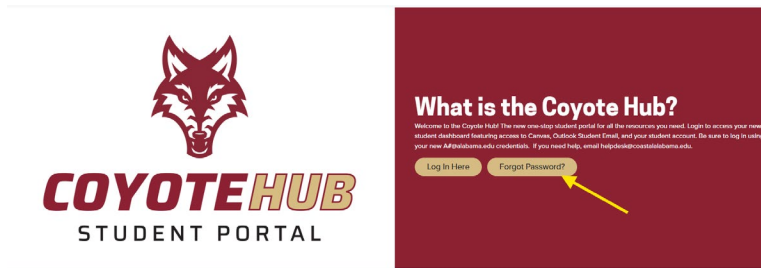 COYOTEHUB
STUDENT PORTAL
What is the Coyote Hub?
Welcome to the Coyote Hub! The new one-stop student portal for all the resources you need. Login to access your new
student dashboard featuring access to Canvas, Outlook Student Email, and your student account. Be sure to log in using
your new A#@alabama.edu credentials. If you need help, email helpdesk@coastalalabama.edu.
Log In Here
Forgot Password?